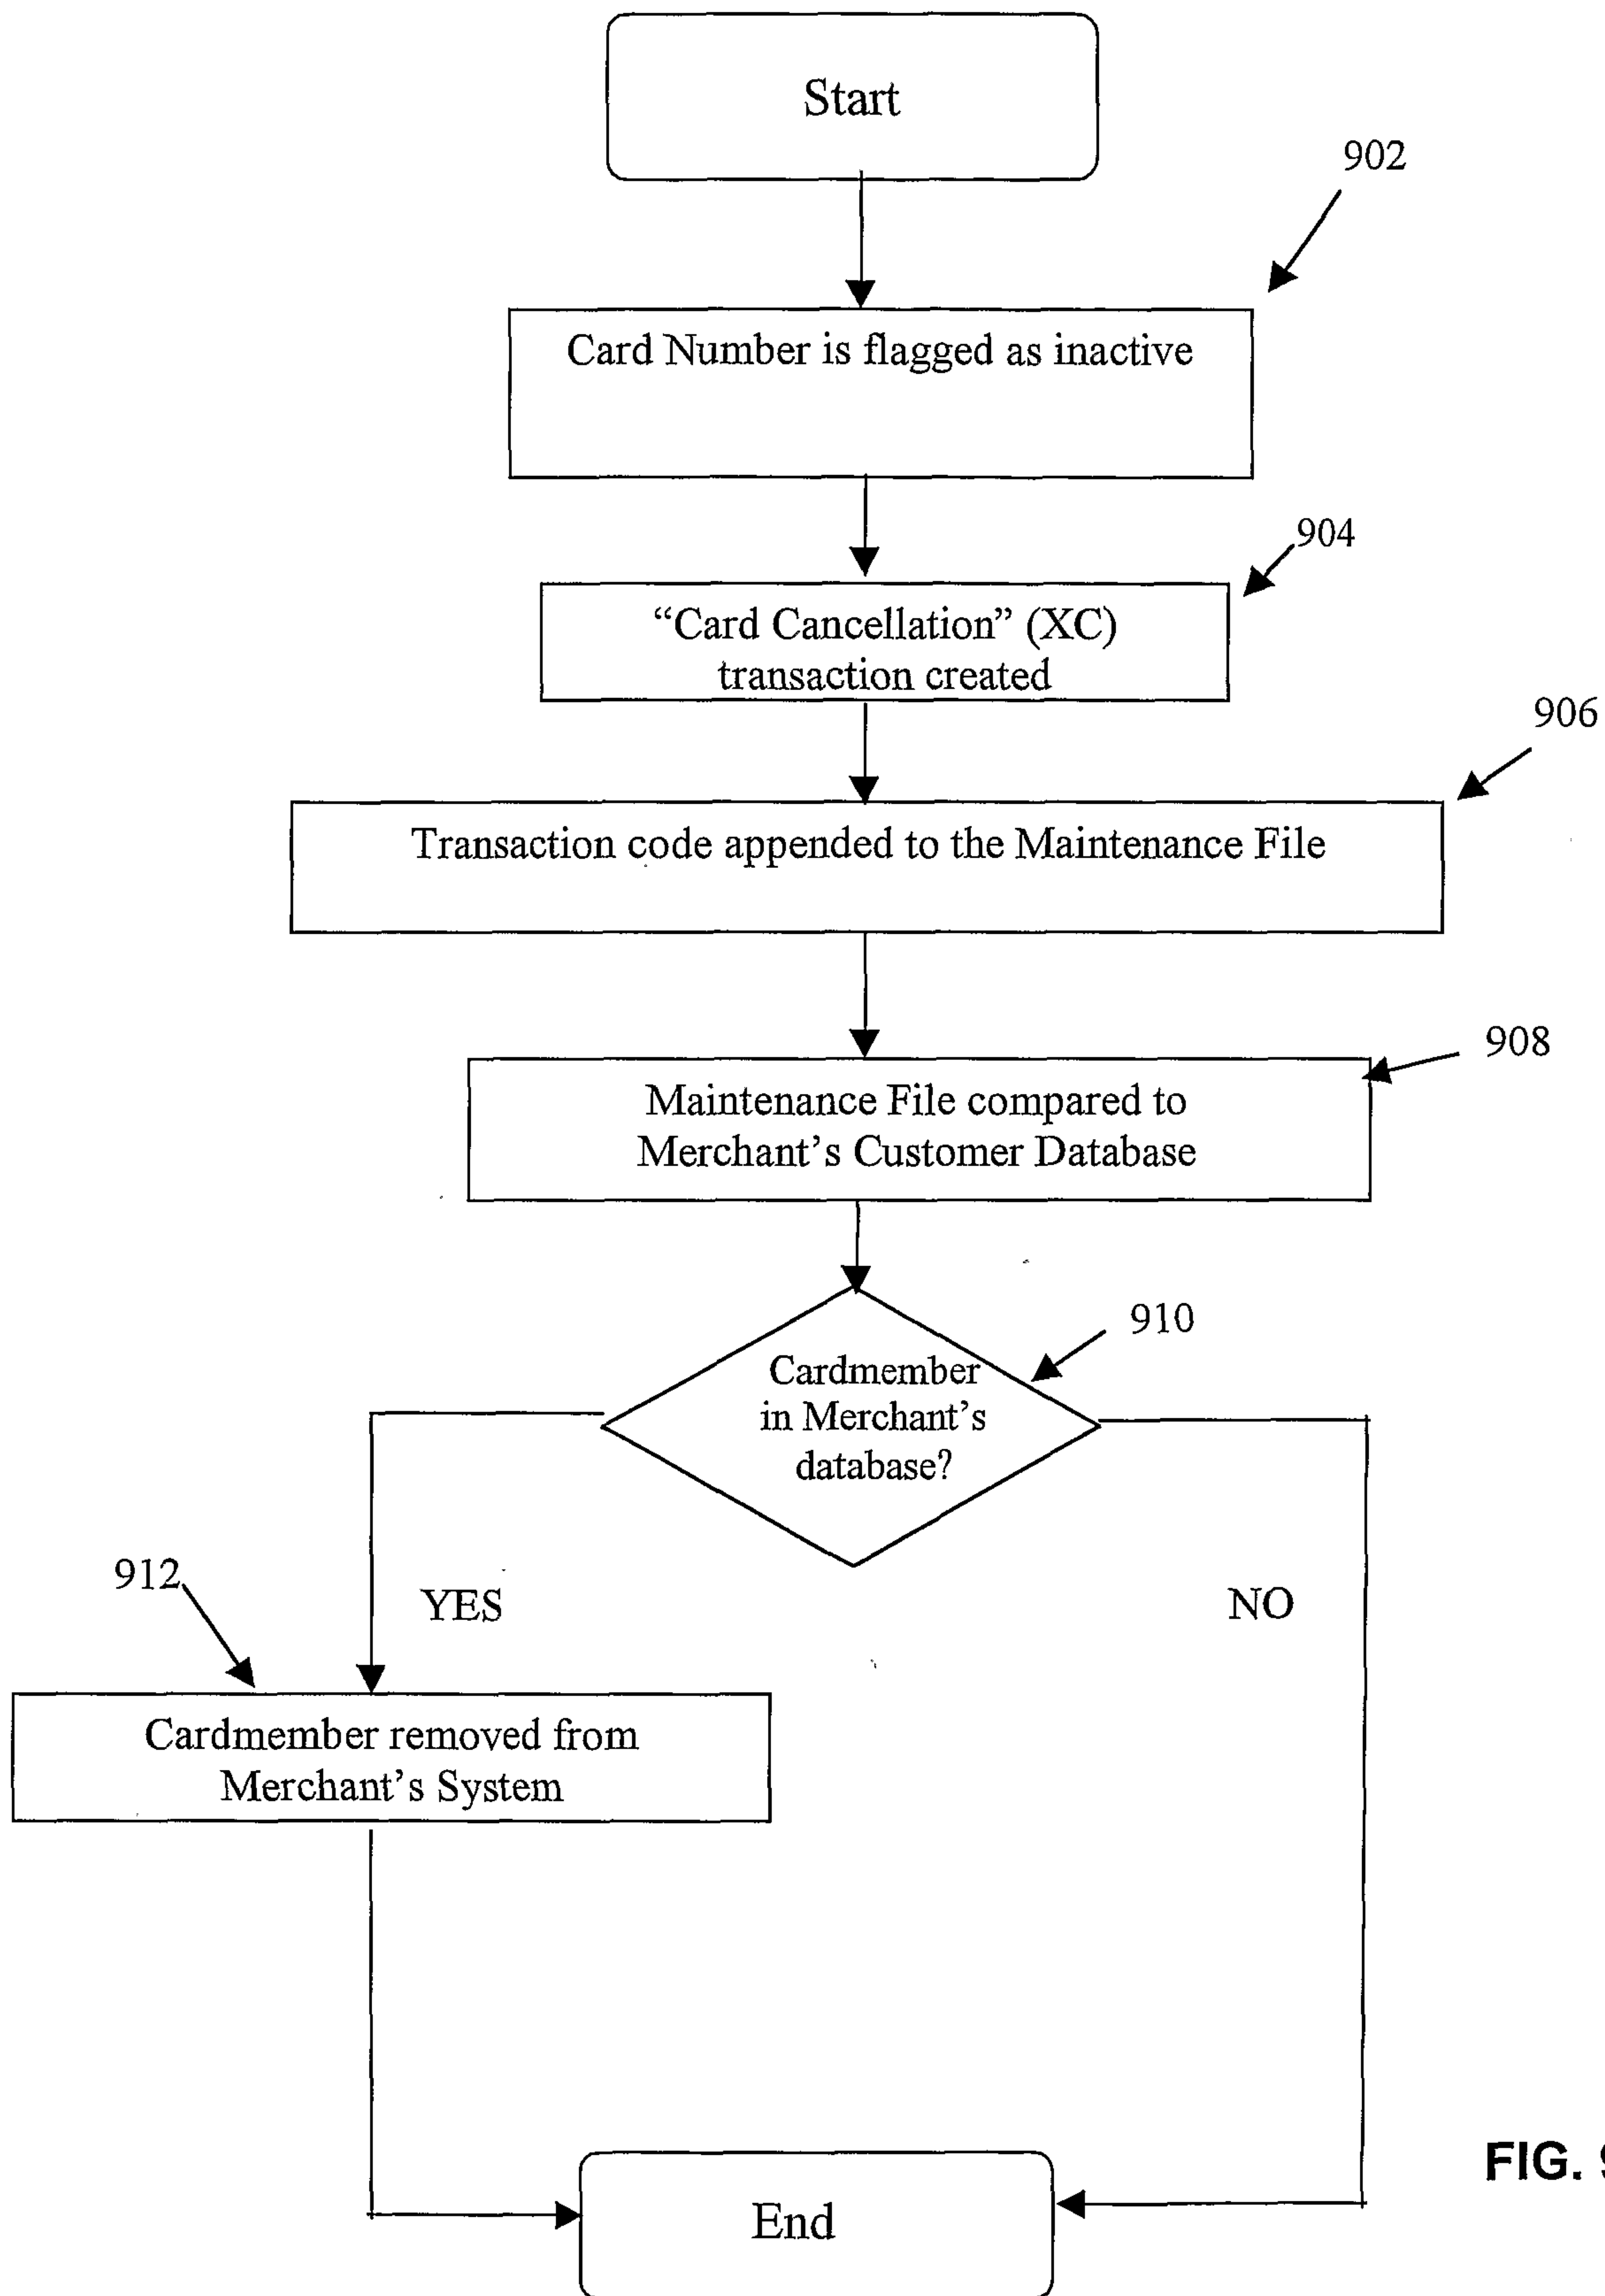 Start
902
Card Number is flagged as inactive
904
“Card Cancellation” (XC)
transaction created
906
Transaction code appended to the Maintenance File
908
Maintenance File compared to
Merchant’s Customer Database
910
Cardmember
in Merchant’s
database?
912
YES
NO
Cardmember removed from
Merchant’s System
FIG. 9
End